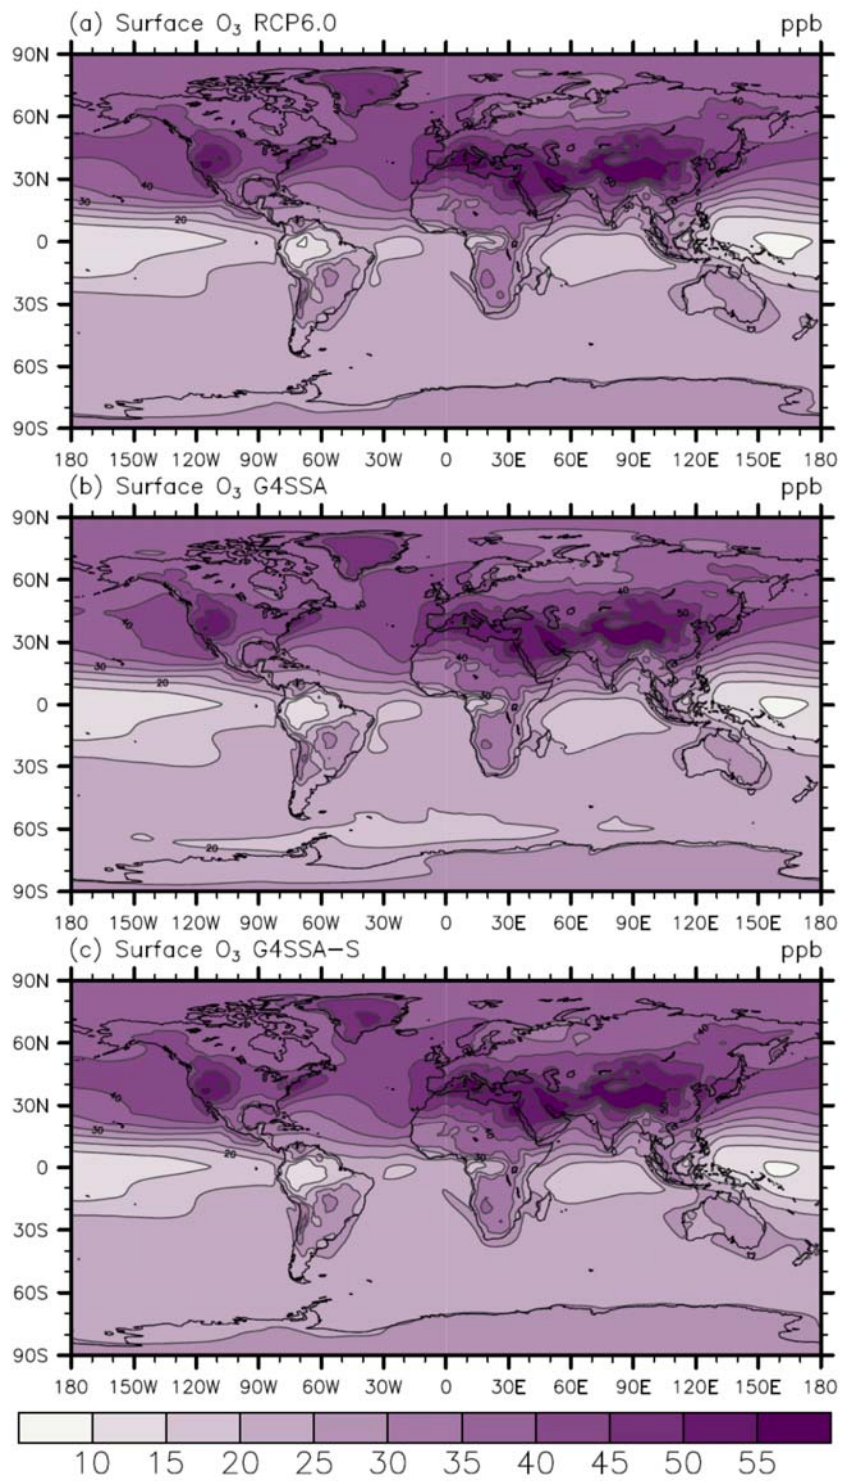 (a) Surface O₃ RCP6.0 ppb
90N
60N
30N
0
30S
60S
90S
180 150W 120W 90W 60W 30W 0 30E 60E 90E 120E 150E 180
(b) Surface O₃ G4SSA ppb
90N
60N
30N
0
30S
60S
90S
180 150W 120W 90W 60W 30W 0 30E 60E 90E 120E 150E 180
(c) Surface O₃ G4SSA-S ppb
90N
60N
30N
0
30S
60S
90S
180 150W 120W 90W 60W 30W 0 30E 60E 90E 120E 150E 180
10 15 20 25 30 35 40 45 50 55